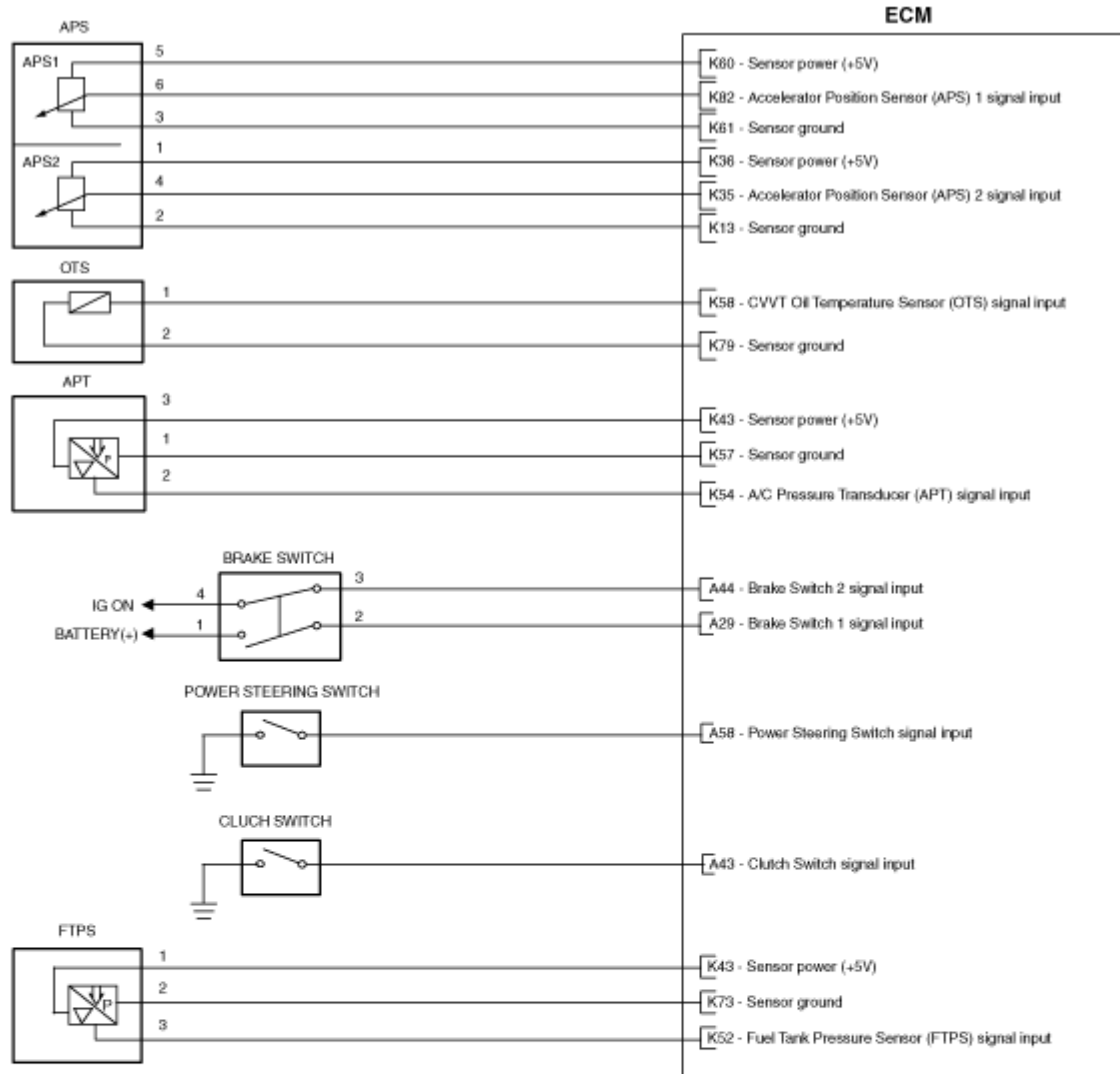 ECM
APS
APS1
5
K60 - Sensor power (+5V)
6
K82 - Accelerator Position Sensor (APS) 1 signal input
3
K61 - Sensor ground
APS2
1
K36 - Sensor power (+5V)
4
K35 - Accelerator Position Sensor (APS) 2 signal input
2
K13 - Sensor ground
OTS
1
K58 - CVVT Oil Temperature Sensor (OTS) signal input
2
K79 - Sensor ground
APT
3
K43 - Sensor power (+5V)
1
K57 - Sensor ground
P
2
K54 - A/C Pressure Transducer (APT) signal input
BRAKE SWITCH
IG ON
4
3
A44 - Brake Switch 2 signal input
BATTERY(+)
1
2
A29 - Brake Switch 1 signal input
POWER STEERING SWITCH
A58 - Power Steering Switch signal input
CLUCH SWITCH
A43 - Clutch Switch signal input
FTPS
1
K43 - Sensor power (+5V)
2
K73 - Sensor ground
P
3
K52 - Fuel Tank Pressure Sensor (FTPS) signal input